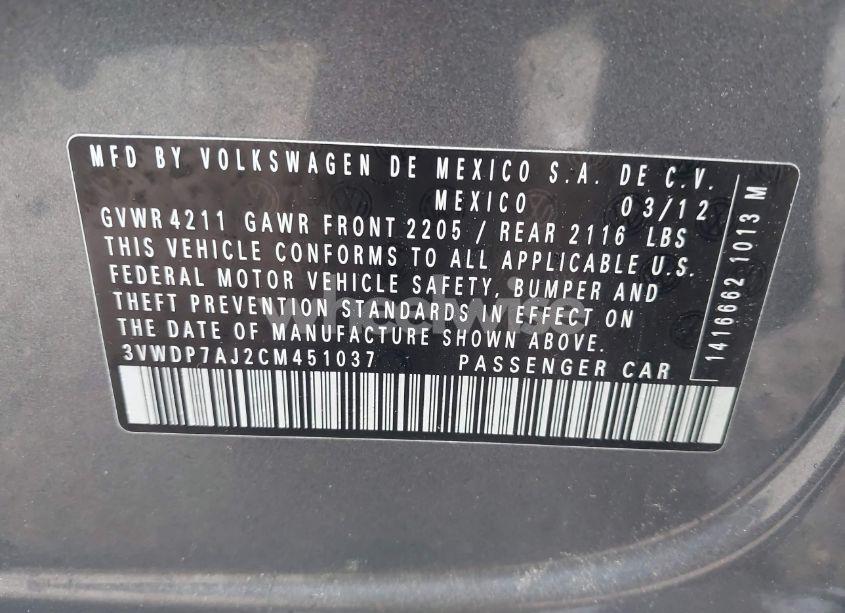 MFD BY VOLKSWAGEN DE MEXICO S.A. DE C.V.
MEXICO 03/12
GVWR 4211 GAWR FRONT 2205 / REAR 2116 LBS
THIS VEHICLE CONFORMS TO ALL APPLICABLE U.S.
FEDERAL MOTOR VEHICLE SAFETY, BUMPER AND
THEFT PREVENTION STANDARDS IN EFFECT ON
THE DATE OF MANUFACTURE SHOWN ABOVE.
3VWDP7AJ2CM451037 PASSENGER CAR
1416662 1013 M
wheelwise